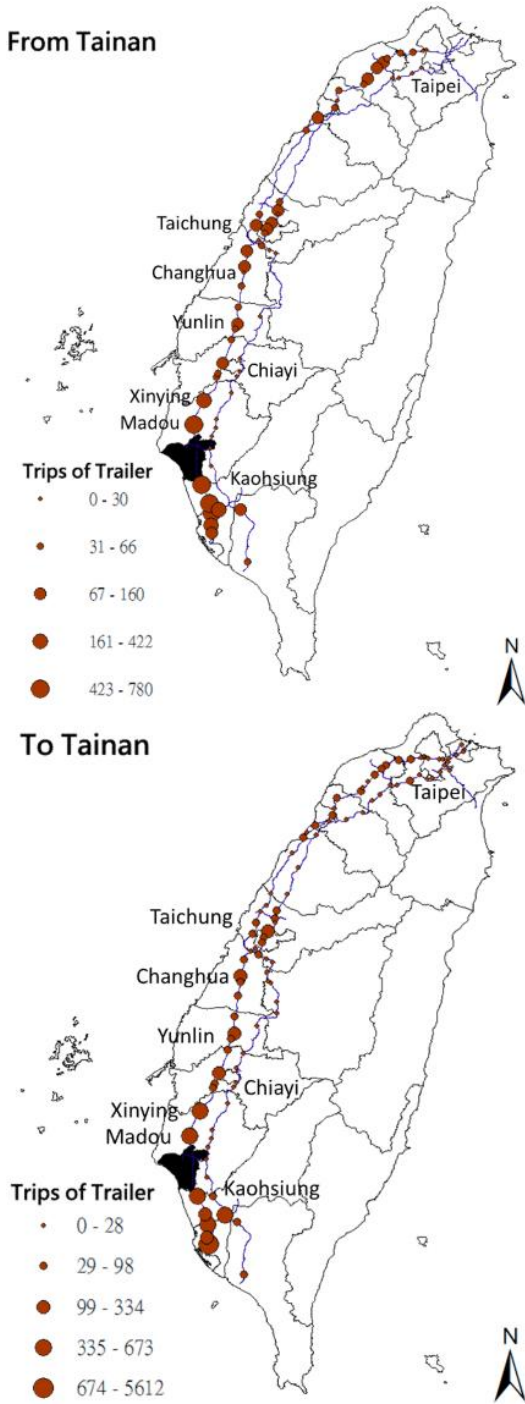 From Tainan
Taipei
Taichung
Changhua
Yunlin
Chiayi
Xinying
Madou
Trips of Trailer
Kaohsiung
0 - 30
31 - 66
67 - 160
161 - 422
423 - 780
N
To Tainan
Taipei
Taichung
Changhua
Yunlin
Chiayi
Xinying
Madou
Trips of Trailer
Kaohsiung
0 - 28
29 - 98
99 - 334
335 - 673
674 - 5612
N